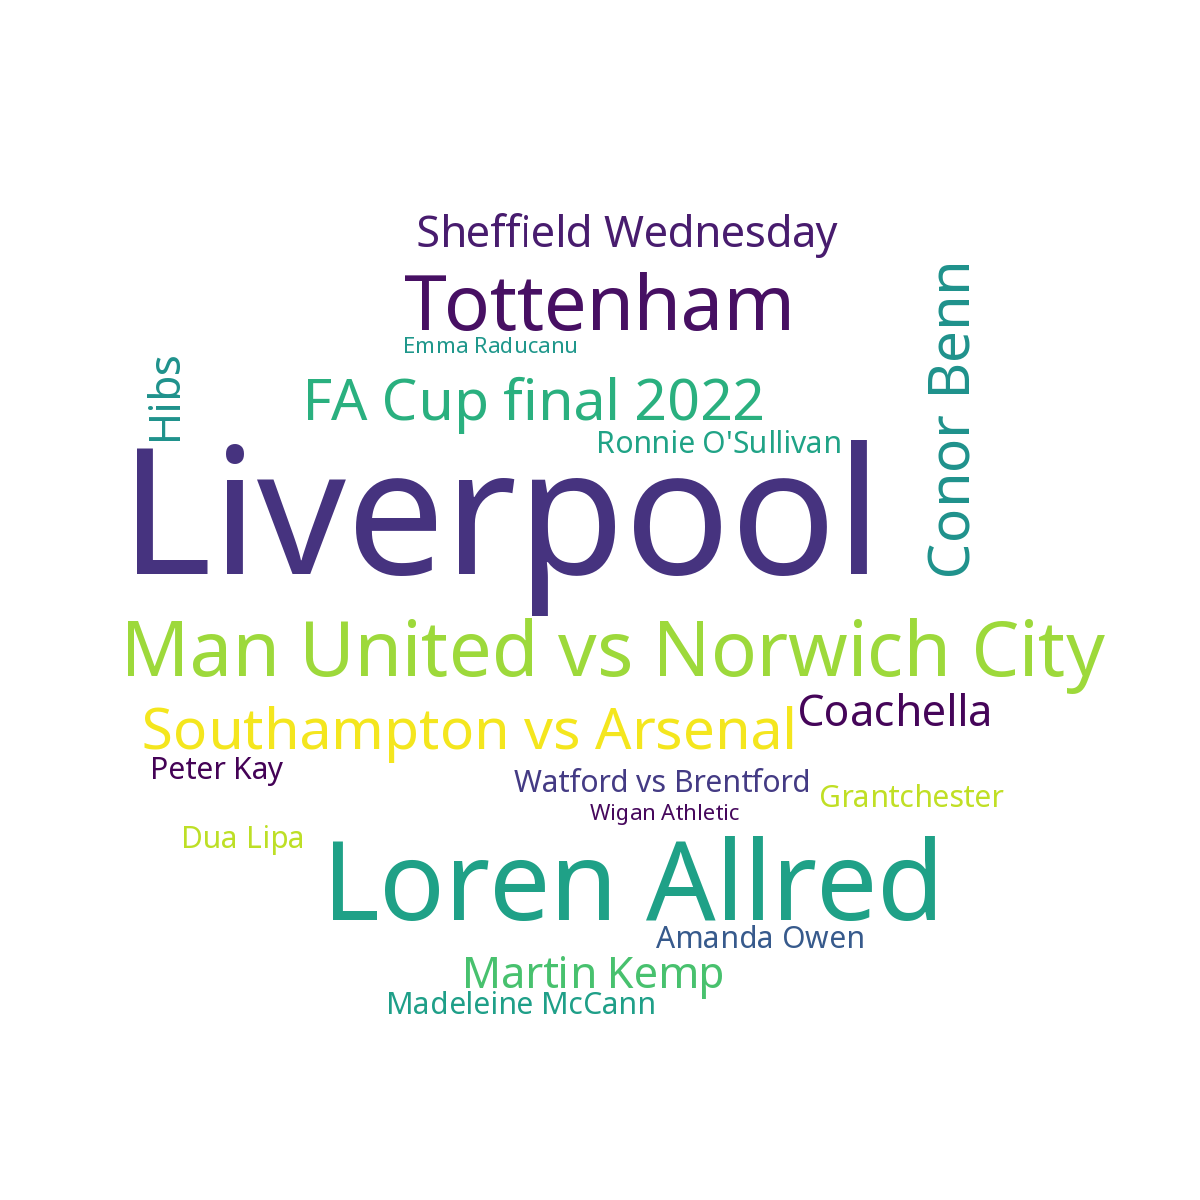 Sheffield Wednesday
Tottenham
Conor Benn
Emma Raducanu
Hibs
FA Cup final 2022
Ronnie O'Sullivan
Liverpool
Man United vs Norwich City
Southampton vs Arsenal
Coachella
Peter Kay
Watford vs Brentford
Grantchester
Wigan Athletic
Dua Lipa
Loren Allred
Amanda Owen
Martin Kemp
Madeleine McCann